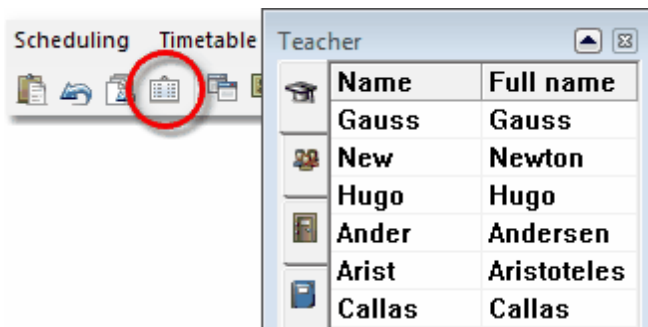 Scheduling Timetable
Teacher
Name Full name
Gauss Gauss
New Newton
Hugo Hugo
Ander Andersen
Arist Aristoteles
Callas Callas